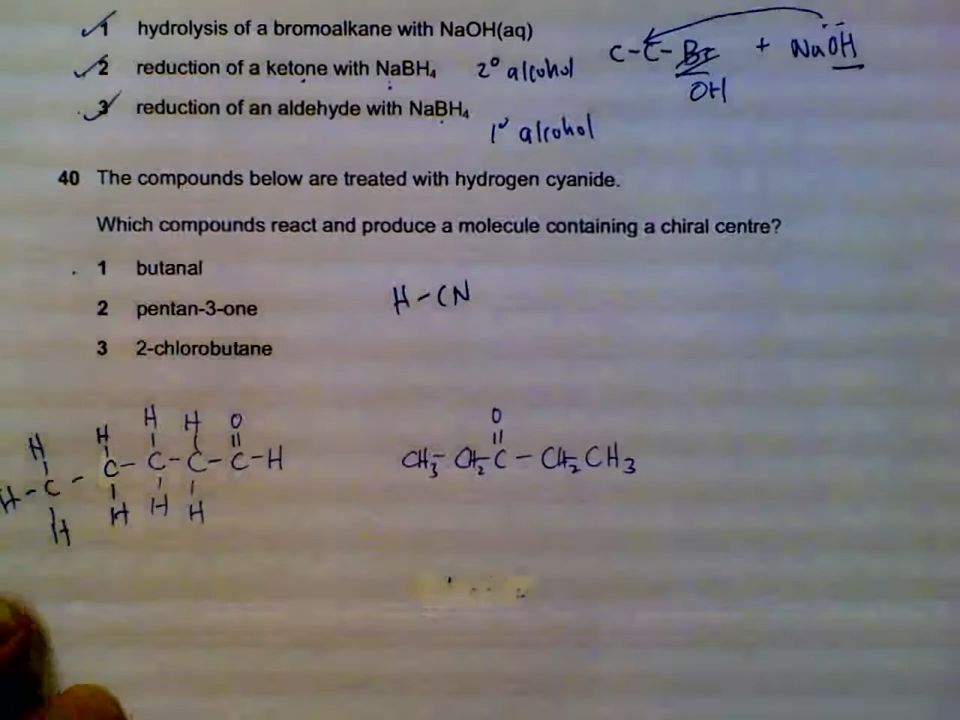 1 hydrolysis of a bromoalkane with NaOH(aq)
C-C-Br + NaOH
OH
2 reduction of a ketone with NaBH₄ 2° alcohol
3 reduction of an aldehyde with NaBH₄
1° alcohol
40 The compounds below are treated with hydrogen cyanide.
Which compounds react and produce a molecule containing a chiral centre?
1 butanal
2 pentan-3-one
H-CN
3 2-chlorobutane
H H H H O
H-C-C-C-C-C-H
H H H H
O
CH₃-CH₂-C-CH₂CH₃